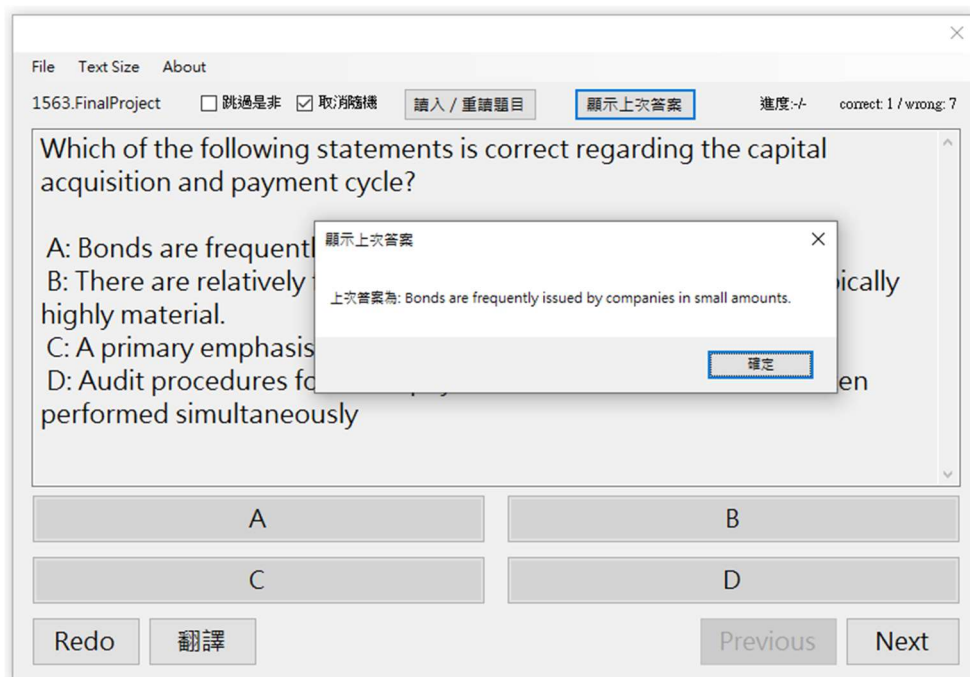 File Text Size About
1563.FinalProject 跳過是非 取消隨機 讀入 / 重讀題目 顯示上次答案 進度:-/- correct: 1 / wrong: 7
Which of the following statements is correct regarding the capital
acquisition and payment cycle?
A: Bonds are frequentl
B: There are relatively
highly material.
C: A primary emphasis
D: Audit procedures
performed simultaneously
顯示上次答案
上次答案為: Bonds are frequently issued by companies in small amounts.
確定
A
B
C
D
Redo 翻譯 Previous Next